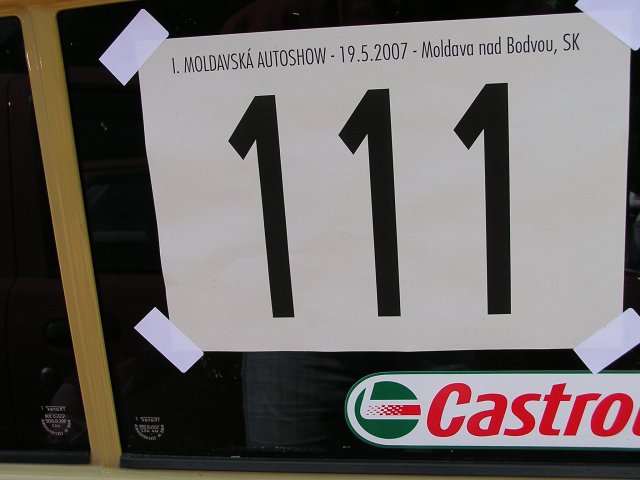 I. MOLDAVSKÁ AUTOSHOW - 19.5.2007 - Moldava nad Bodvou, SK
111
Castrol